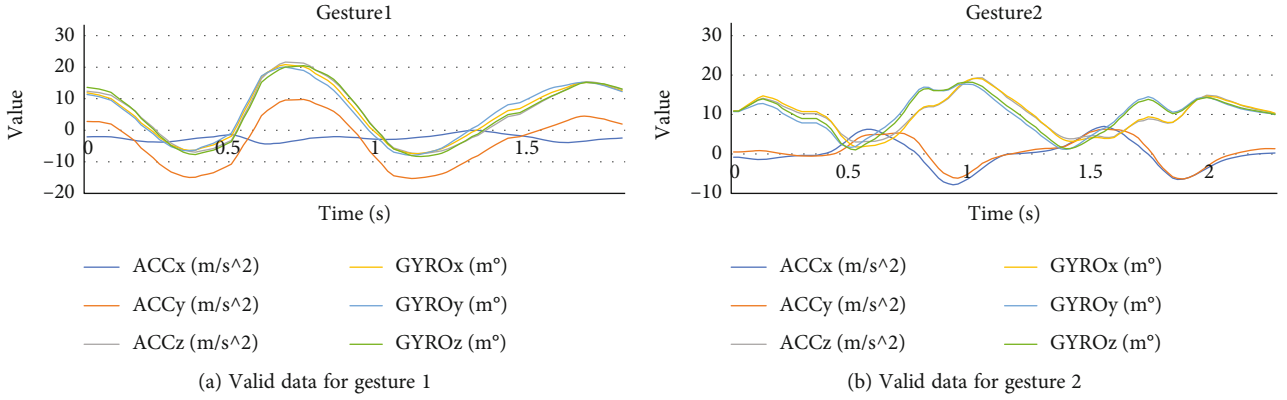 Gesture1
30
20
10
0
−10
−20
Value
0 0.5 1 1.5
Time (s)
ACCx (m/s^2) GYROx (m°)
ACCy (m/s^2) GYROy (m°)
ACCz (m/s^2) GYROz (m°)
(a) Valid data for gesture 1
Gesture2
30
20
10
0
−10
Value
0 0.5 1 1.5 2
Time (s)
ACCx (m/s^2) GYROx (m°)
ACCy (m/s^2) GYROy (m°)
ACCz (m/s^2) GYROz (m°)
(b) Valid data for gesture 2